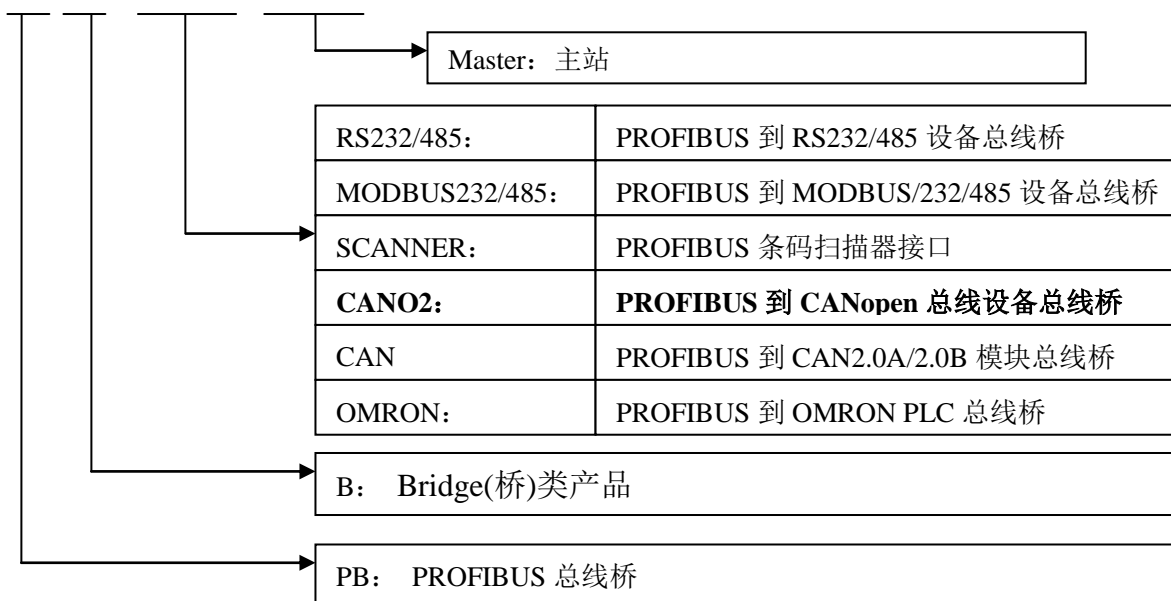 Master：主站
RS232/485： PROFIBUS 到 RS232/485 设备总线桥
MODBUS232/485： PROFIBUS 到 MODBUS/232/485 设备总线桥
SCANNER： PROFIBUS 条码扫描器接口
CANO2： PROFIBUS 到 CANopen 总线设备总线桥
CAN PROFIBUS 到 CAN2.0A/2.0B 模块总线桥
OMRON： PROFIBUS 到 OMRON PLC 总线桥
B： Bridge(桥)类产品
PB： PROFIBUS 总线桥